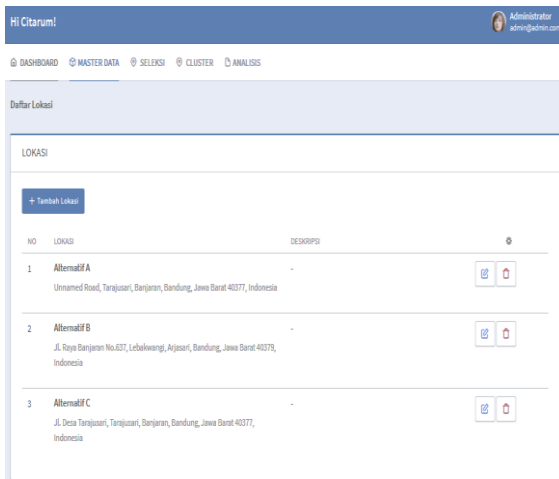 Hi Citarum!
Administrator
admin@admin.com
DASHBOARD MASTER DATA SELEKSI CLUSTER ANALISIS
Daftar Lokasi
LOKASI
+ Tambah Lokasi
NO LOKASI DESKRIPSI
1 Alternatif A -
Unnamed Road, Tarajusari, Banjaran, Bandung, Jawa Barat 40377, Indonesia
2 Alternatif B -
Jl. Raya Banjaran No.637, Lebakwangi, Arjasari, Bandung, Jawa Barat 40379,
Indonesia
3 Alternatif C -
Jl. Desa Tarajusari, Tarajusari, Banjaran, Bandung, Jawa Barat 40377,
Indonesia